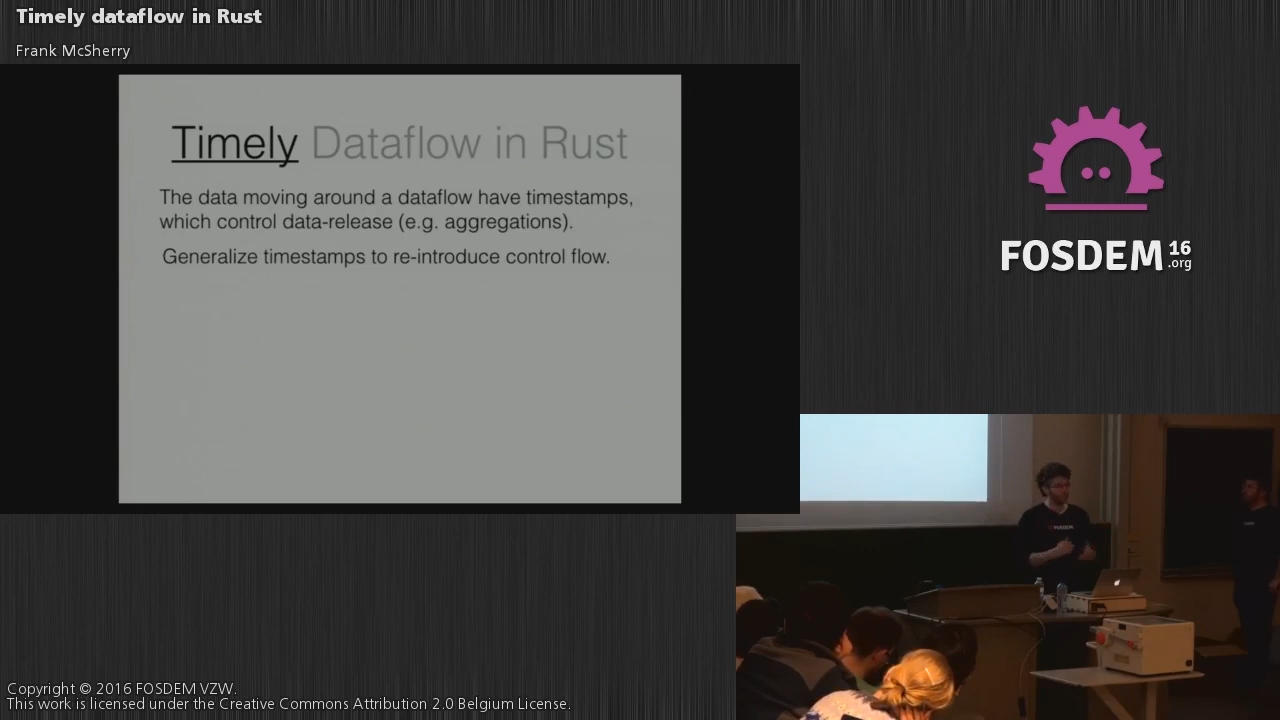 Timely dataflow in Rust
Frank McSherry
Timely Dataflow in Rust
The data moving around a dataflow have timestamps,
which control data-release (e.g. aggregations).
Generalize timestamps to re-introduce control flow.
FOSDEM 16
.org
Copyright © 2016 FOSDEM VZW.
This work is licensed under the Creative Commons Attribution 2.0 Belgium License.